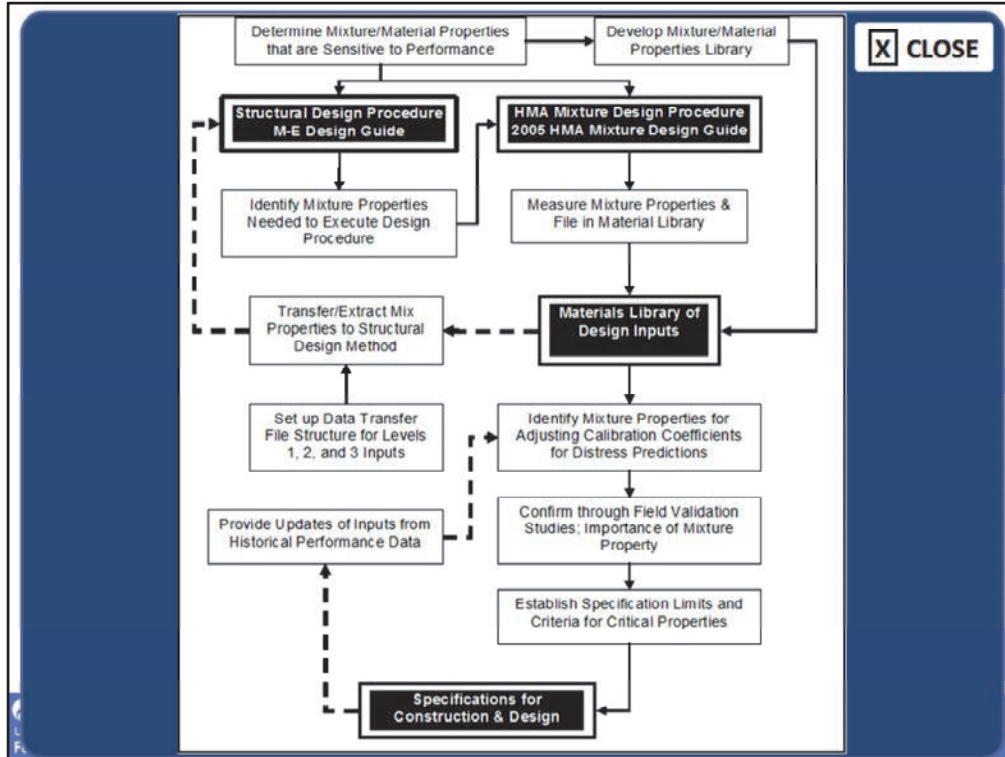 Determine Mixture/Material Properties
that are Sensitive to Performance
Develop Mixture/Material
Properties Library
X CLOSE
Structural Design Procedure
M-E Design Guide
HMA Mixture Design Procedure
2005 HMA Mixture Design Guide
Identify Mixture Properties
Needed to Execute Design
Procedure
Measure Mixture Properties &
File in Material Library
Transfer/Extract Mix
Properties to Structural
Design Method
Materials Library of
Design Inputs
Set up Data Transfer
File Structure for Levels
1, 2, and 3 Inputs
Identify Mixture Properties for
Adjusting Calibration Coefficients
for Distress Predictions
Provide Updates of Inputs from
Historical Performance Data
Confirm through Field Validation
Studies; Importance of Mixture
Property
Establish Specification Limits and
Criteria for Critical Properties
Specifications for
Construction & Design